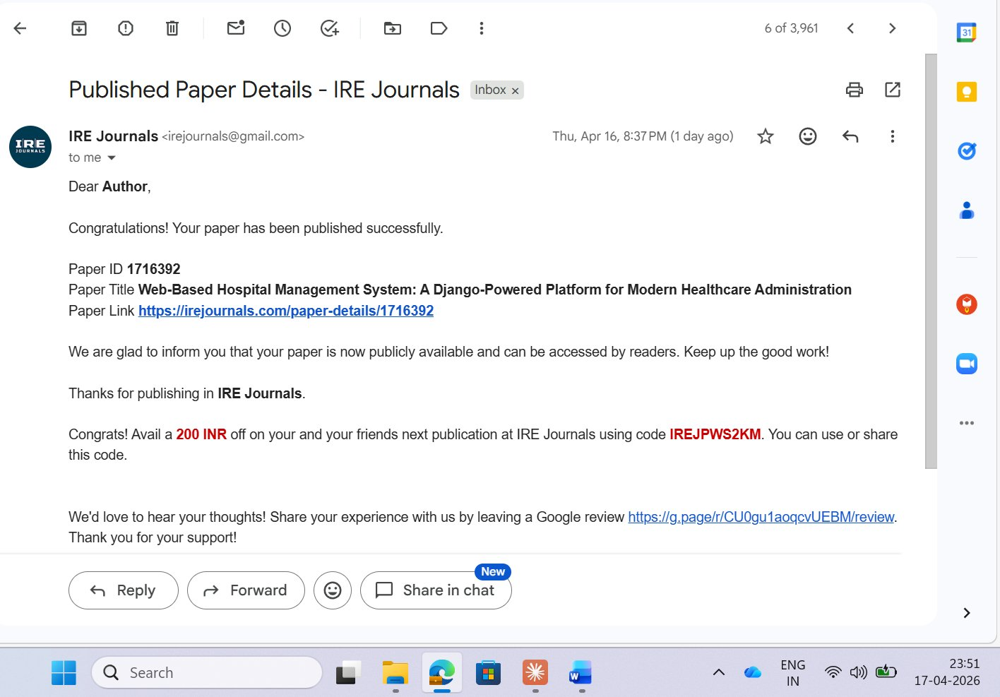 6 of 3,961
31
Published Paper Details - IRE Journals Inbox ×
IRE JOURNALS
IRE Journals <irejournals@gmail.com> Thu, Apr 16, 8:37 PM (1 day ago)
to me
Dear Author,
Congratulations! Your paper has been published successfully.
Paper ID 1716392
Paper Title Web-Based Hospital Management System: A Django-Powered Platform for Modern Healthcare Administration
Paper Link https://irejournals.com/paper-details/1716392
We are glad to inform you that your paper is now publicly available and can be accessed by readers. Keep up the good work!
Thanks for publishing in IRE Journals.
Congrats! Avail a 200 INR off on your and your friends next publication at IRE Journals using code IREJPWS2KM. You can use or share
this code.
We'd love to hear your thoughts! Share your experience with us by leaving a Google review https://g.page/r/CU0gu1aoqcvUEBM/review.
Thank you for your support!
New
Reply Forward Share in chat
Search
W
ENG
IN
23:51
17-04-2026